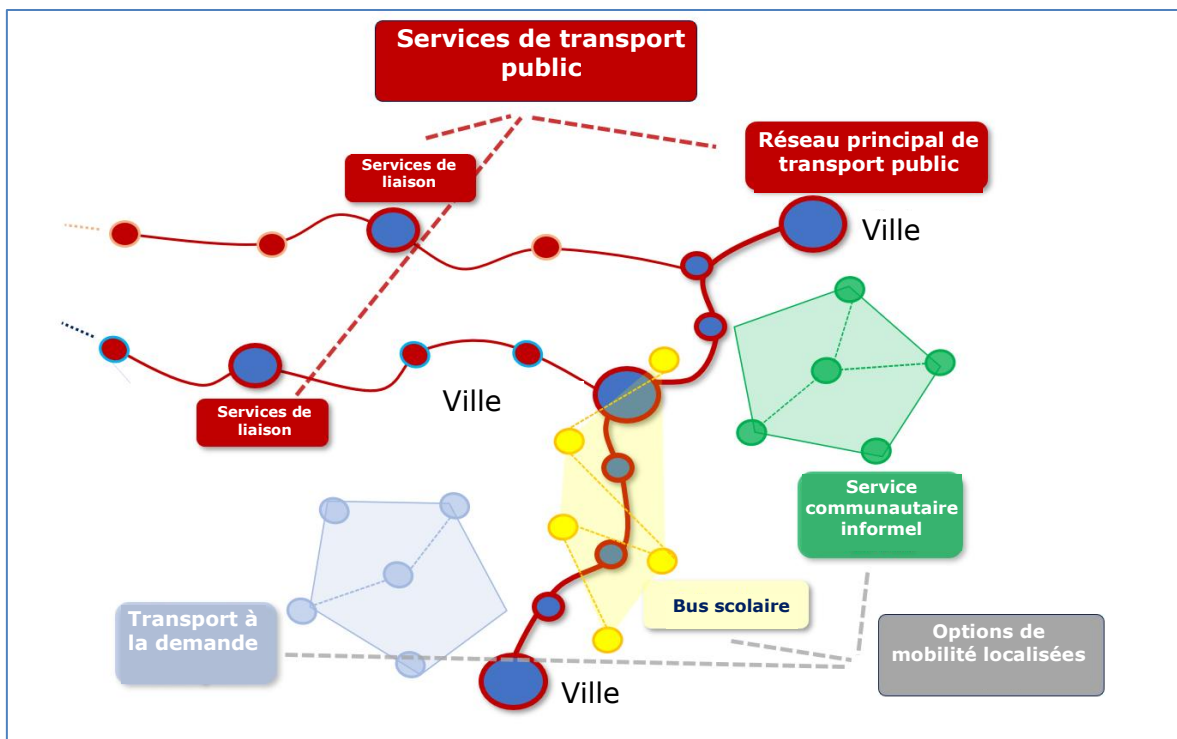 Services de transport
public
Réseau principal de
transport public
Services de
liaison
Ville
Ville
Services de
liaison
Service
communautaire
informel
Bus scolaire
Transport à
la demande
Options de
mobilité localisées
Ville